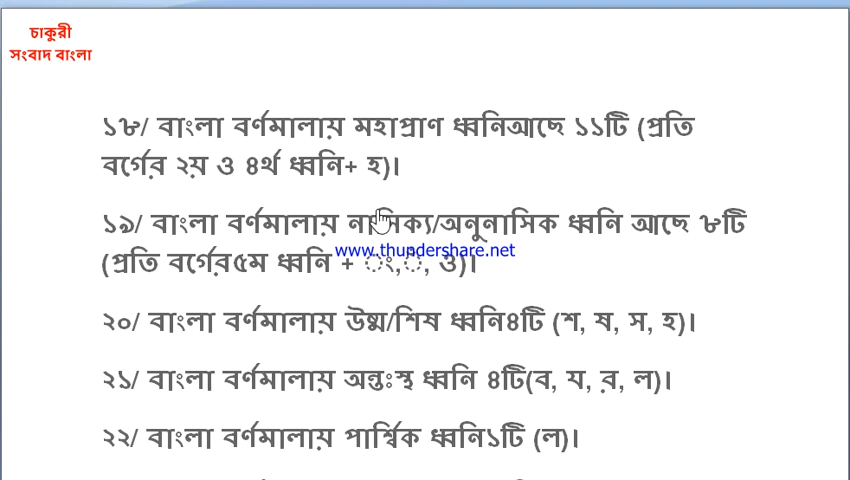 চাকুরী
সংবাদ বাংলা
১৮/ বাংলা বর্ণমালায় মহাপ্রাণ ধ্বনিআছে ১১টি (প্রতি
বর্গের ২য় ও ৪র্থ ধ্বনি+ হ)।
১৯/ বাংলা বর্ণমালায় নাসিক্য/অনুনাসিক ধ্বনি আছে ৮টি
www.thundershare.net
(প্রতি বর্গের৫ম ধ্বনি + ং,ঁ, ও)।
২০/ বাংলা বর্ণমালায় উষ্ম/শিষ ধ্বনি৪টি (শ, ষ, স, হ)।
২১/ বাংলা বর্ণমালায় অন্তঃস্থ ধ্বনি ৪টি(ব, য, র, ল)।
২২/ বাংলা বর্ণমালায় পার্শ্বিক ধ্বনি১টি (ল)।